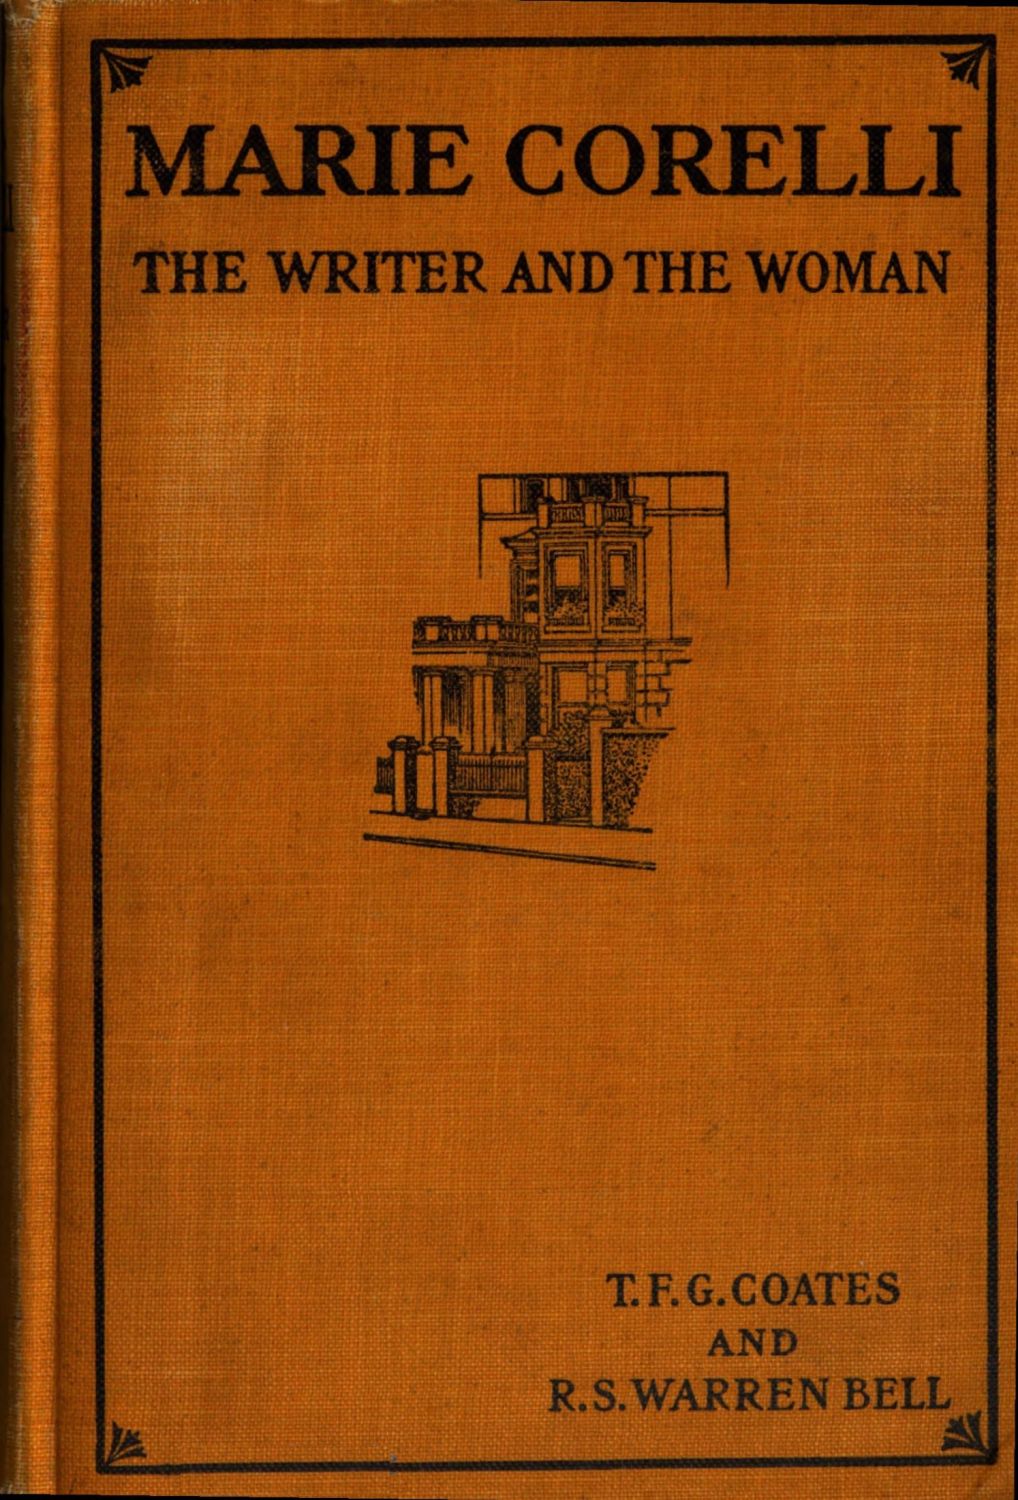 MARIE CORELLI
THE WRITER AND THE WOMAN
T. F. G. COATES
AND
R. S. WARREN BELL